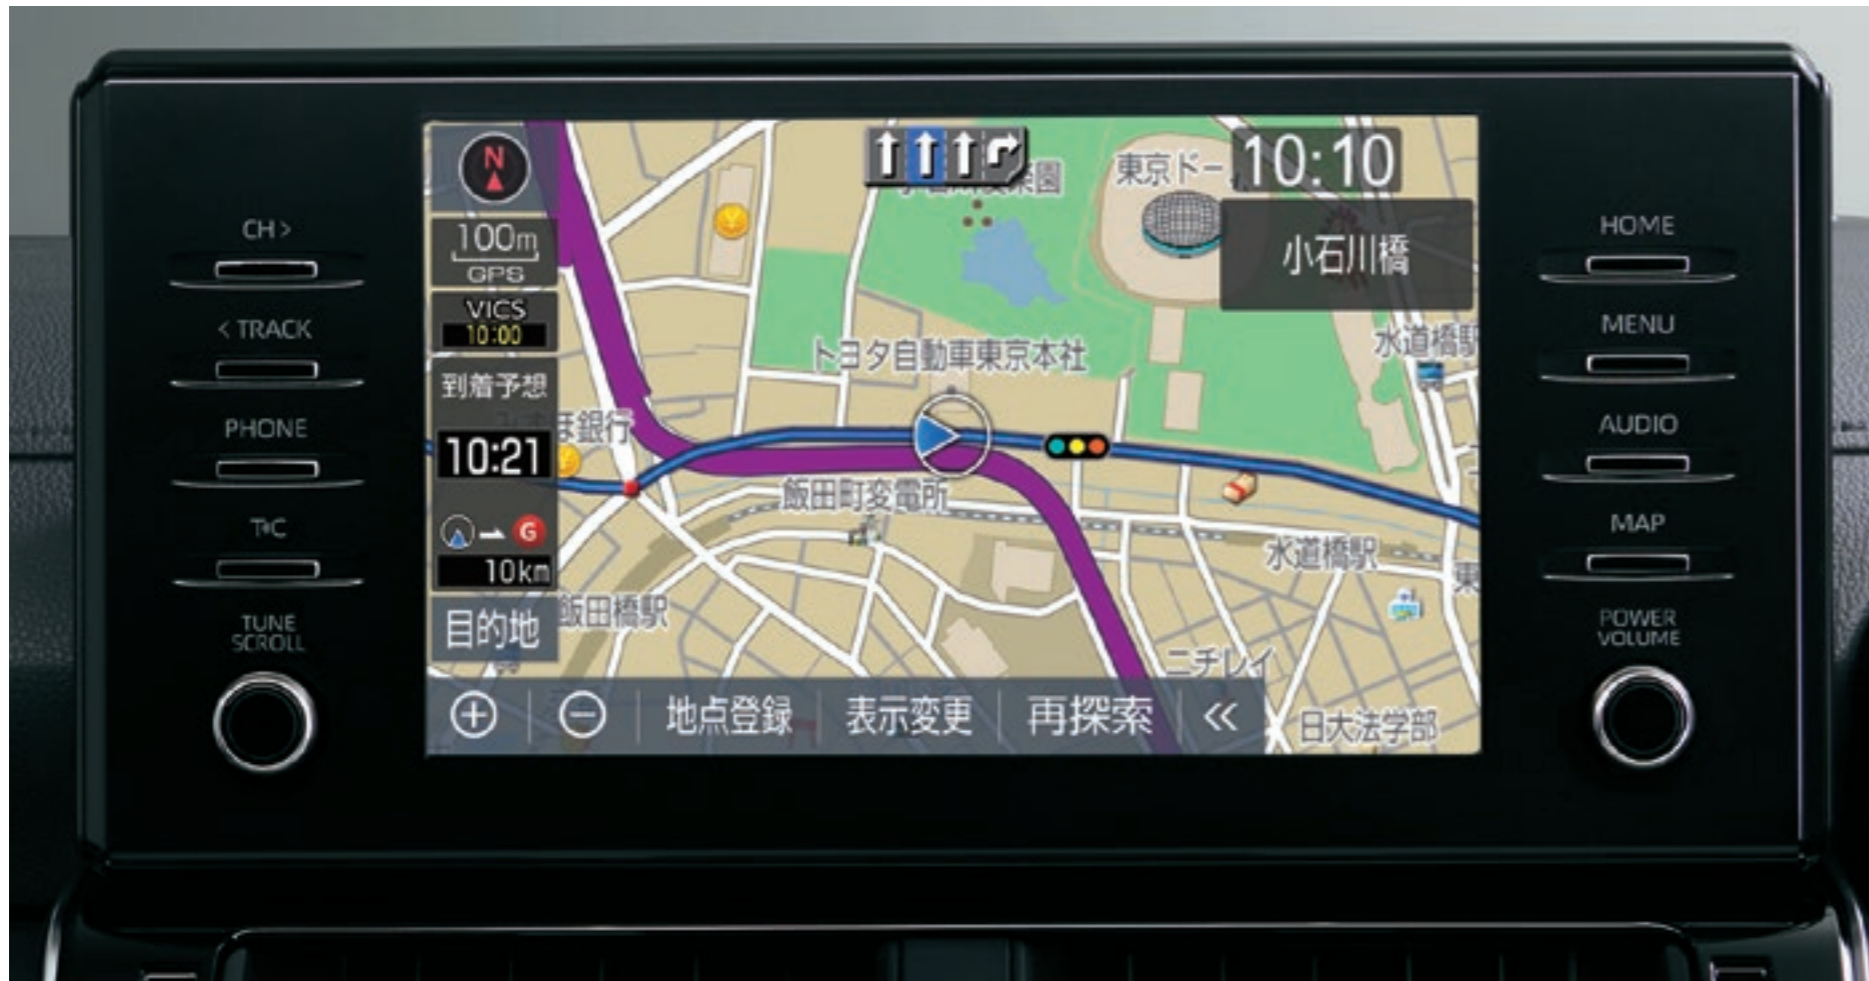 CH >
< TRACK
PHONE
T•C
TUNE
SCROLL
N
100m
GPS
VICS
10:00
到着予想
10:21
G
10km
目的地
東京ドー
10:10
小石川橋
水道橋駅
トヨタ自動車東京本社
銀行
飯田町変電所
水道橋駅
東
飯田橋駅
ニチレイ
日大法学部
地点登録
表示変更
再探索
«
HOME
MENU
AUDIO
MAP
POWER
VOLUME